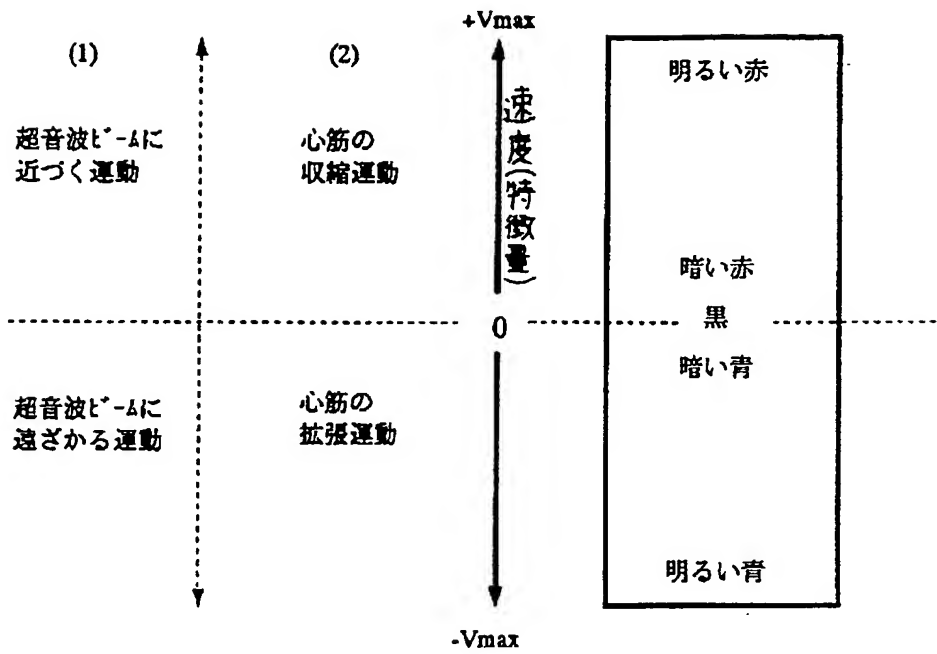 +Vmax
(1)
(2)
明るい赤
超音波ビームに
近づく運動
心筋の
収縮運動
速度(特徴量)
暗い赤
0
黒
暗い青
超音波ビームに
遠ざかる運動
心筋の
拡張運動
明るい青
-Vmax